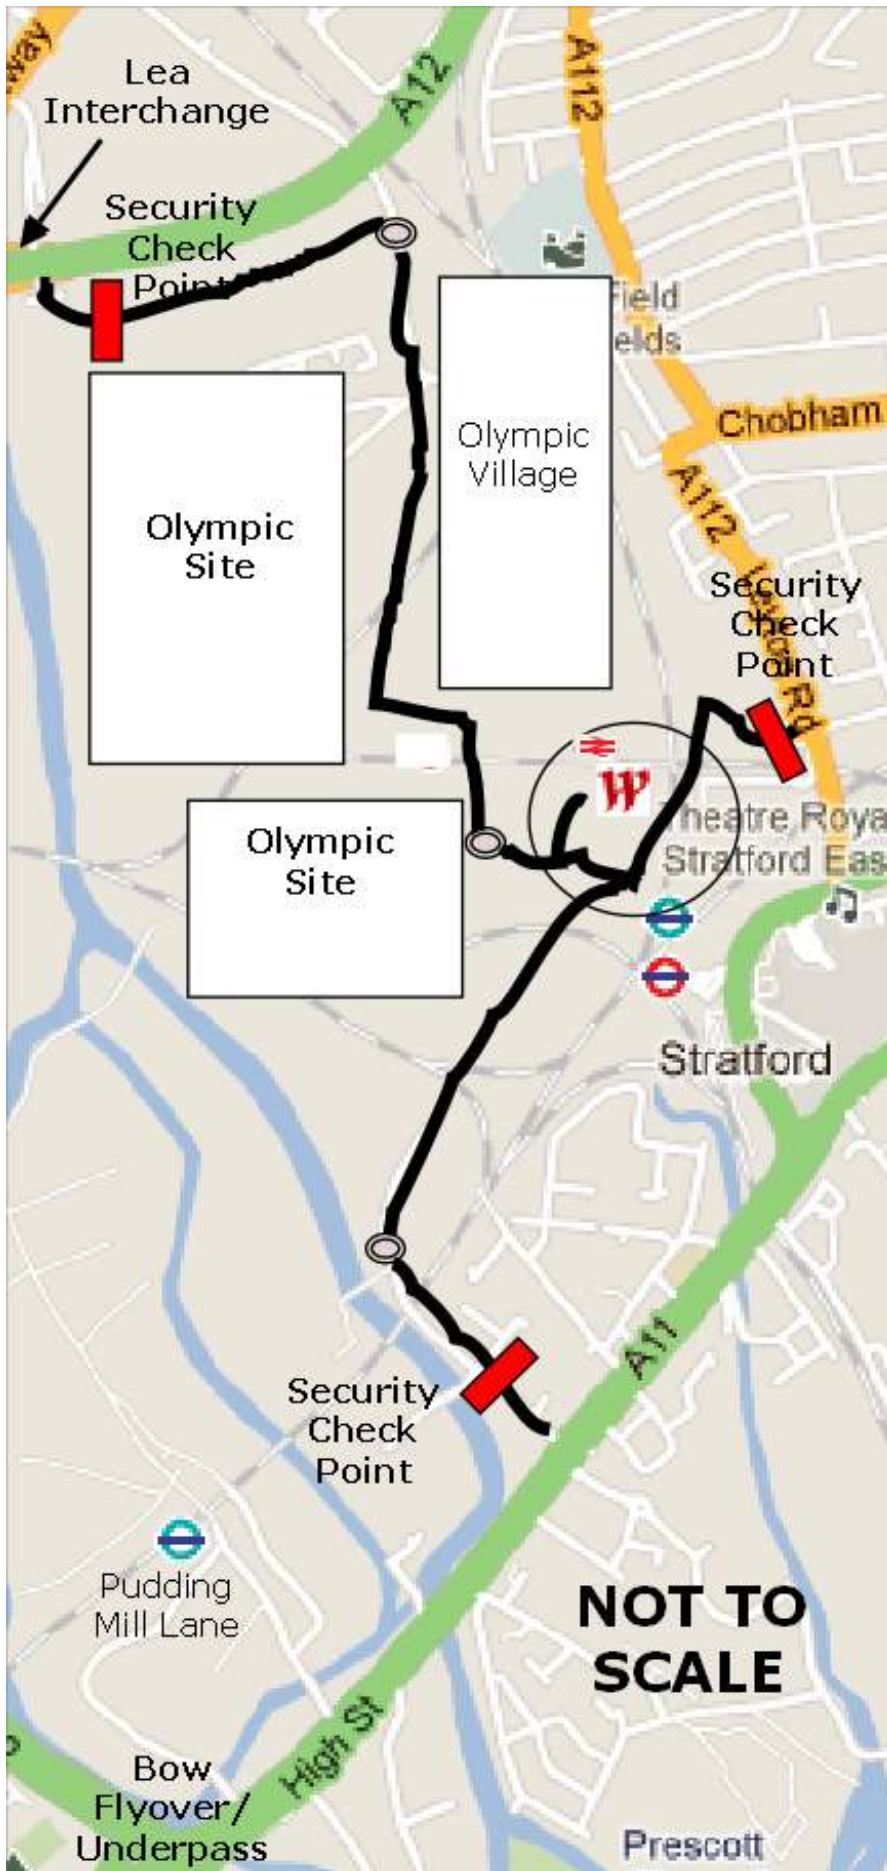 way
Lea
Interchange
A12
A112
Security
Check
Point
Field
elds
Chobham
Olympic
Village
A112
Olympic
Site
Security
Check
Point
Rd
W
Theatre Roya
Stratford Eas
Olympic
Site
Stratford
A11
Security
Check
Point
Pudding
Mill Lane
NOT TO
SCALE
High St
Bow
Flyover/
Underpass
Prescott